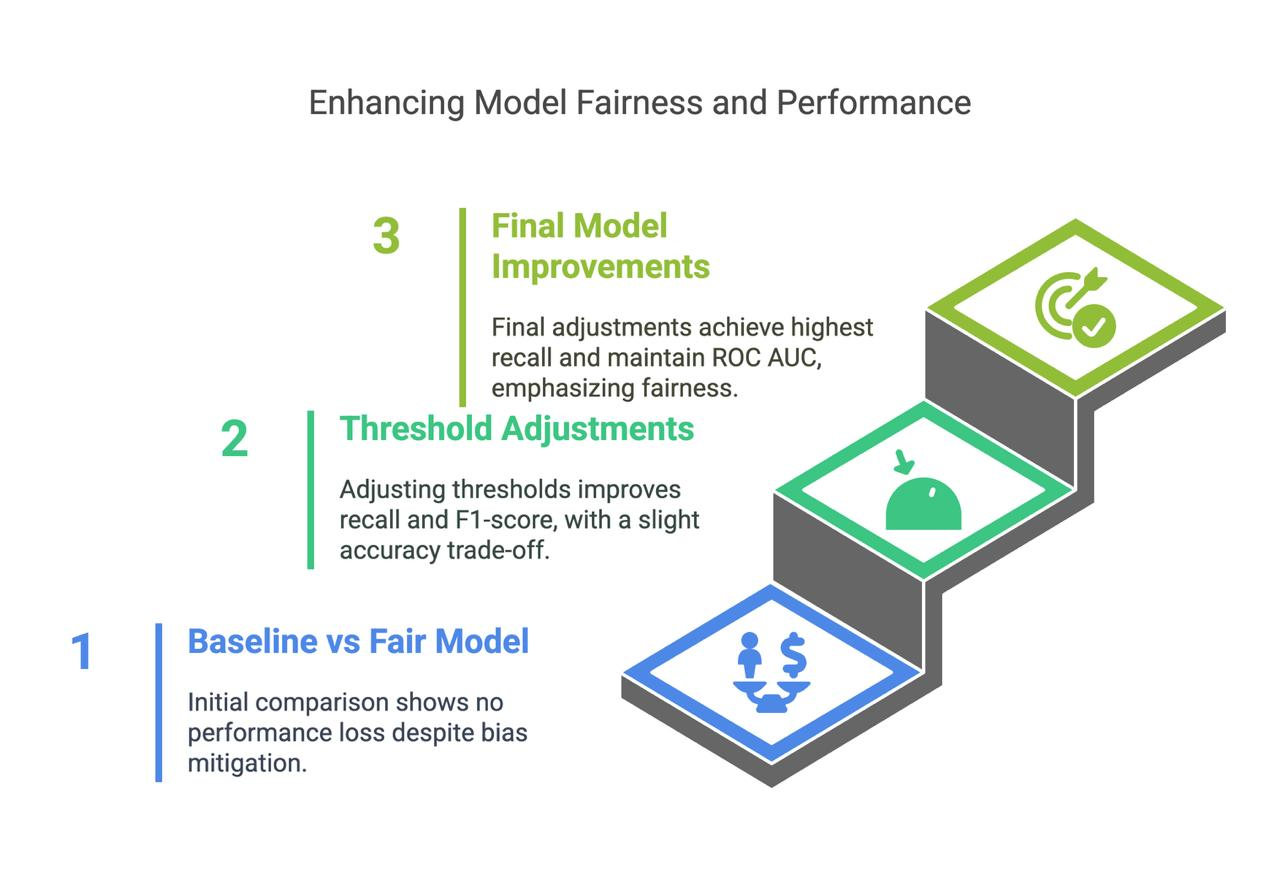 Enhancing Model Fairness and Performance
3
Final Model
Improvements
Final adjustments achieve highest
recall and maintain ROC AUC,
emphasizing fairness.
2
Threshold Adjustments
Adjusting thresholds improves
recall and F1-score, with a slight
accuracy trade-off.
1
Baseline vs Fair Model
Initial comparison shows no
performance loss despite bias
mitigation.